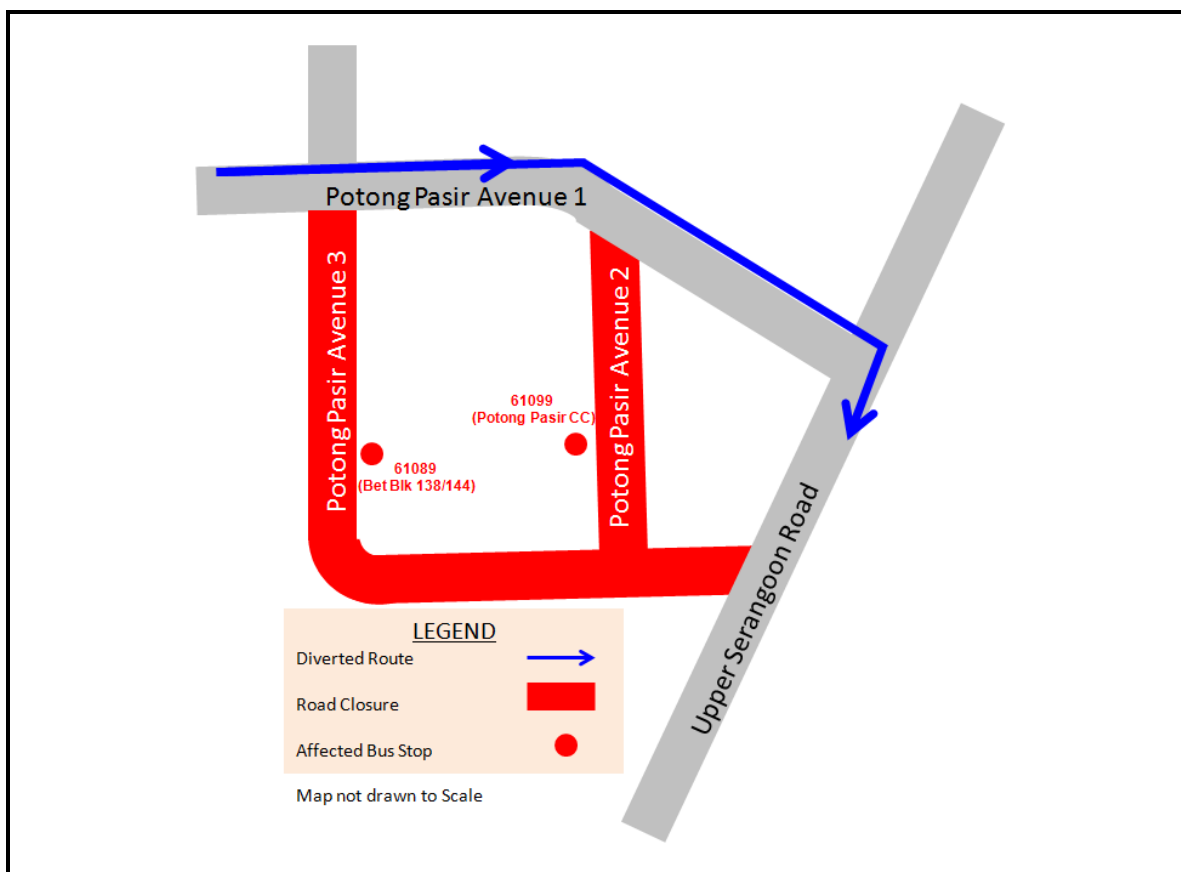 Potong Pasir Avenue 1
Potong Pasir Avenue 3
Potong Pasir Avenue 2
61099
(Potong Pasir CC)
61089
(Bet Blk 138/144)
Upper Serangoon Road
LEGEND
Diverted Route
Road Closure
Affected Bus Stop
Map not drawn to Scale